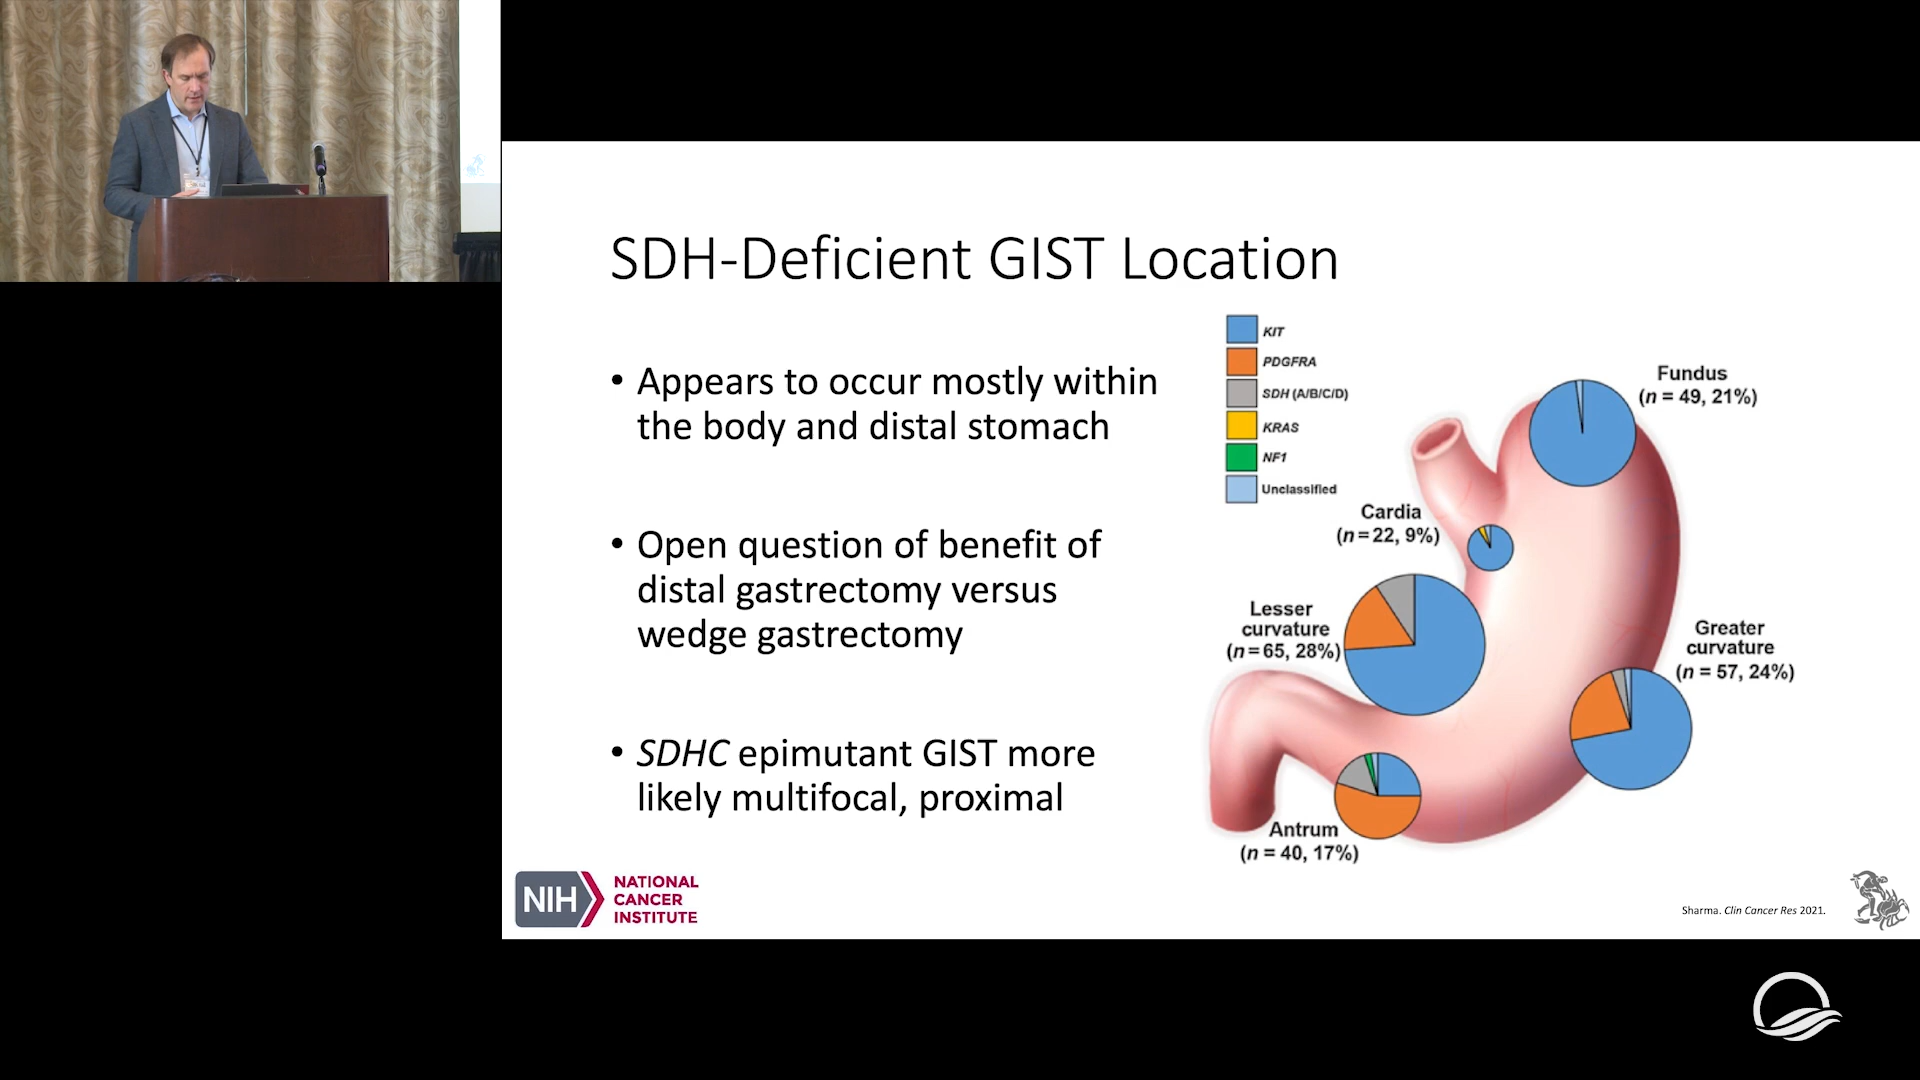 SDH-Deficient GIST Location
• Appears to occur mostly within
the body and distal stomach
• Open question of benefit of
distal gastrectomy versus
wedge gastrectomy
• SDHC epimutant GIST more
likely multifocal, proximal
KIT
PDGFRA
SDH (A/B/C/D)
KRAS
NF1
Unclassified
Fundus
(n = 49, 21%)
Cardia
(n = 22, 9%)
Lesser
curvature
(n = 65, 28%)
Greater
curvature
(n = 57, 24%)
Antrum
(n = 40, 17%)
NIH
NATIONAL
CANCER
INSTITUTE
Sharma. Clin Cancer Res 2021.